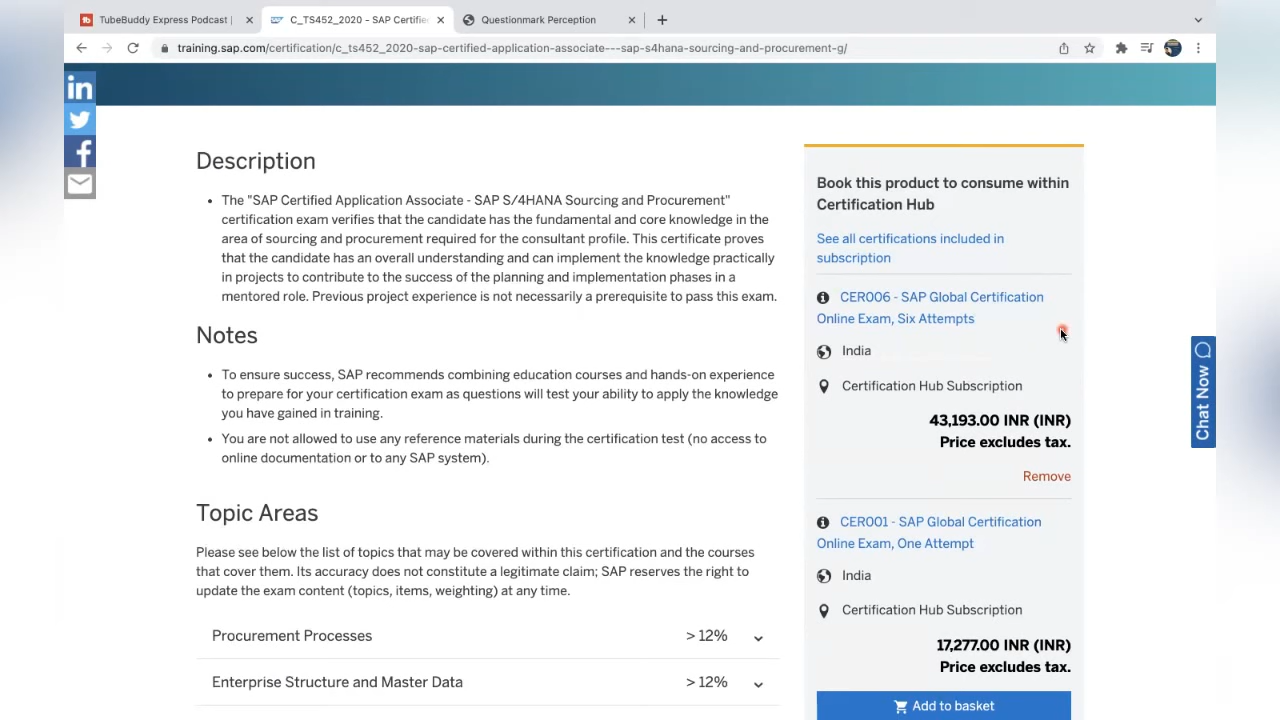 TubeBuddy Express Podcast |
C_TS452_2020 – SAP Certifie
Questionmark Perception
training.sap.com/certification/c_ts452_2020-sap-certified-application-associate---sap-s4hana-sourcing-and-procurement-g/
Description
The "SAP Certified Application Associate - SAP S/4HANA Sourcing and Procurement"
certification exam verifies that the candidate has the fundamental and core knowledge in the
area of sourcing and procurement required for the consultant profile. This certificate proves
that the candidate has an overall understanding and can implement the knowledge practically
in projects to contribute to the success of the planning and implementation phases in a
mentored role. Previous project experience is not necessarily a prerequisite to pass this exam.
Notes
To ensure success, SAP recommends combining education courses and hands-on experience
to prepare for your certification exam as questions will test your ability to apply the knowledge
you have gained in training.
You are not allowed to use any reference materials during the certification test (no access to
online documentation or to any SAP system).
Topic Areas
Please see below the list of topics that may be covered within this certification and the courses
that cover them. Its accuracy does not constitute a legitimate claim; SAP reserves the right to
update the exam content (topics, items, weighting) at any time.
Procurement Processes > 12%
Enterprise Structure and Master Data > 12%
Book this product to consume within
Certification Hub
See all certifications included in
subscription
CER006 - SAP Global Certification
Online Exam, Six Attempts
India
Certification Hub Subscription
43,193.00 INR (INR)
Price excludes tax.
Remove
CER001 - SAP Global Certification
Online Exam, One Attempt
India
Certification Hub Subscription
17,277.00 INR (INR)
Price excludes tax.
Add to basket
Chat Now